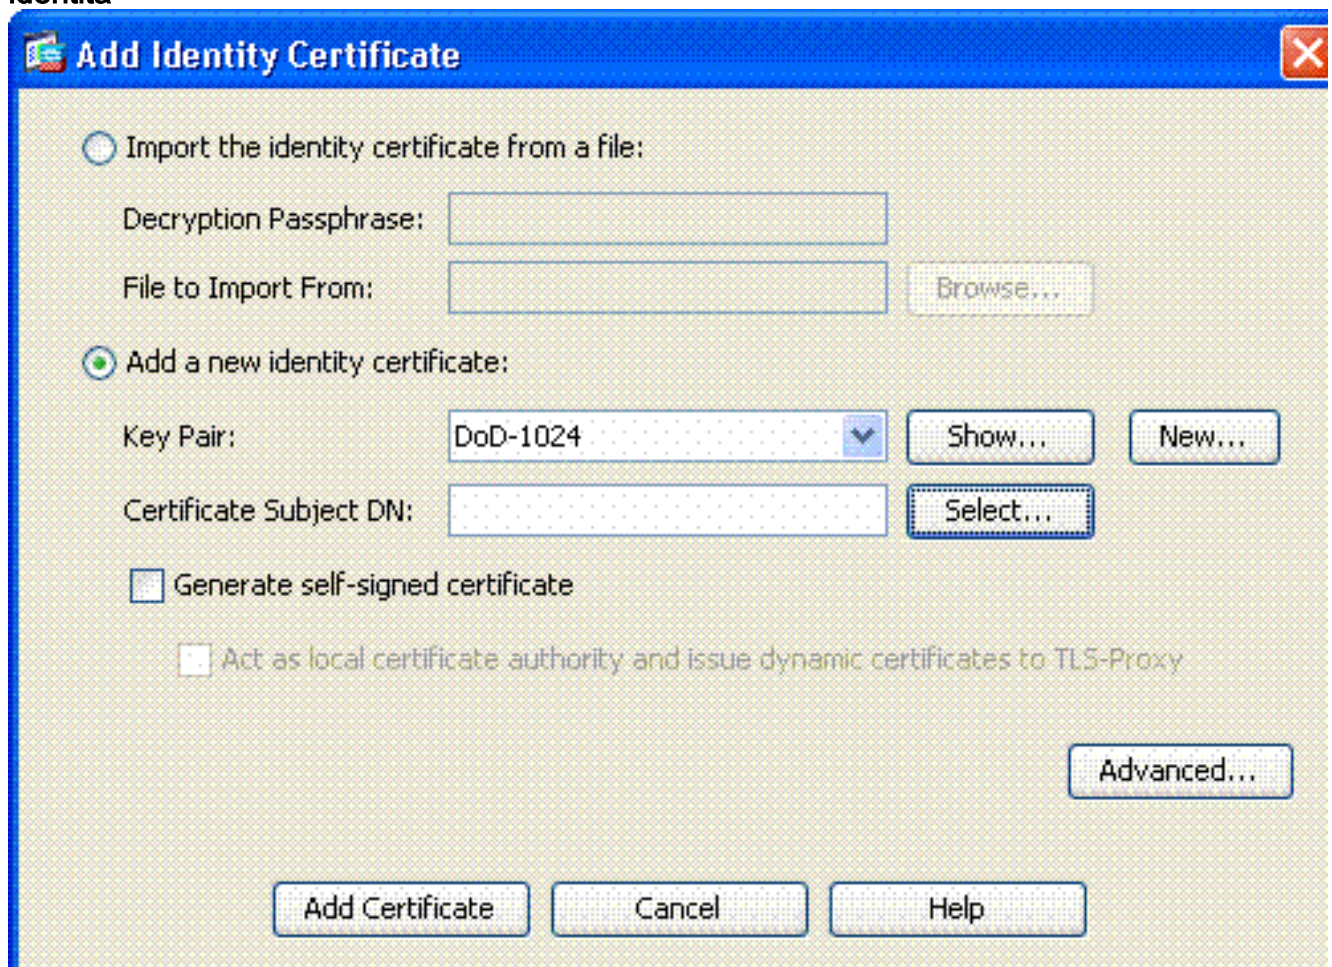 Identità
Add Identity Certificate
Import the identity certificate from a file:
Decryption Passphrase:
File to Import From:
Browse...
Add a new identity certificate:
Key Pair:
DoD-1024
Show...
New...
Certificate Subject DN:
Select...
Generate self-signed certificate
Act as local certificate authority and issue dynamic certificates to TLS-Proxy
Advanced...
Add Certificate
Cancel
Help